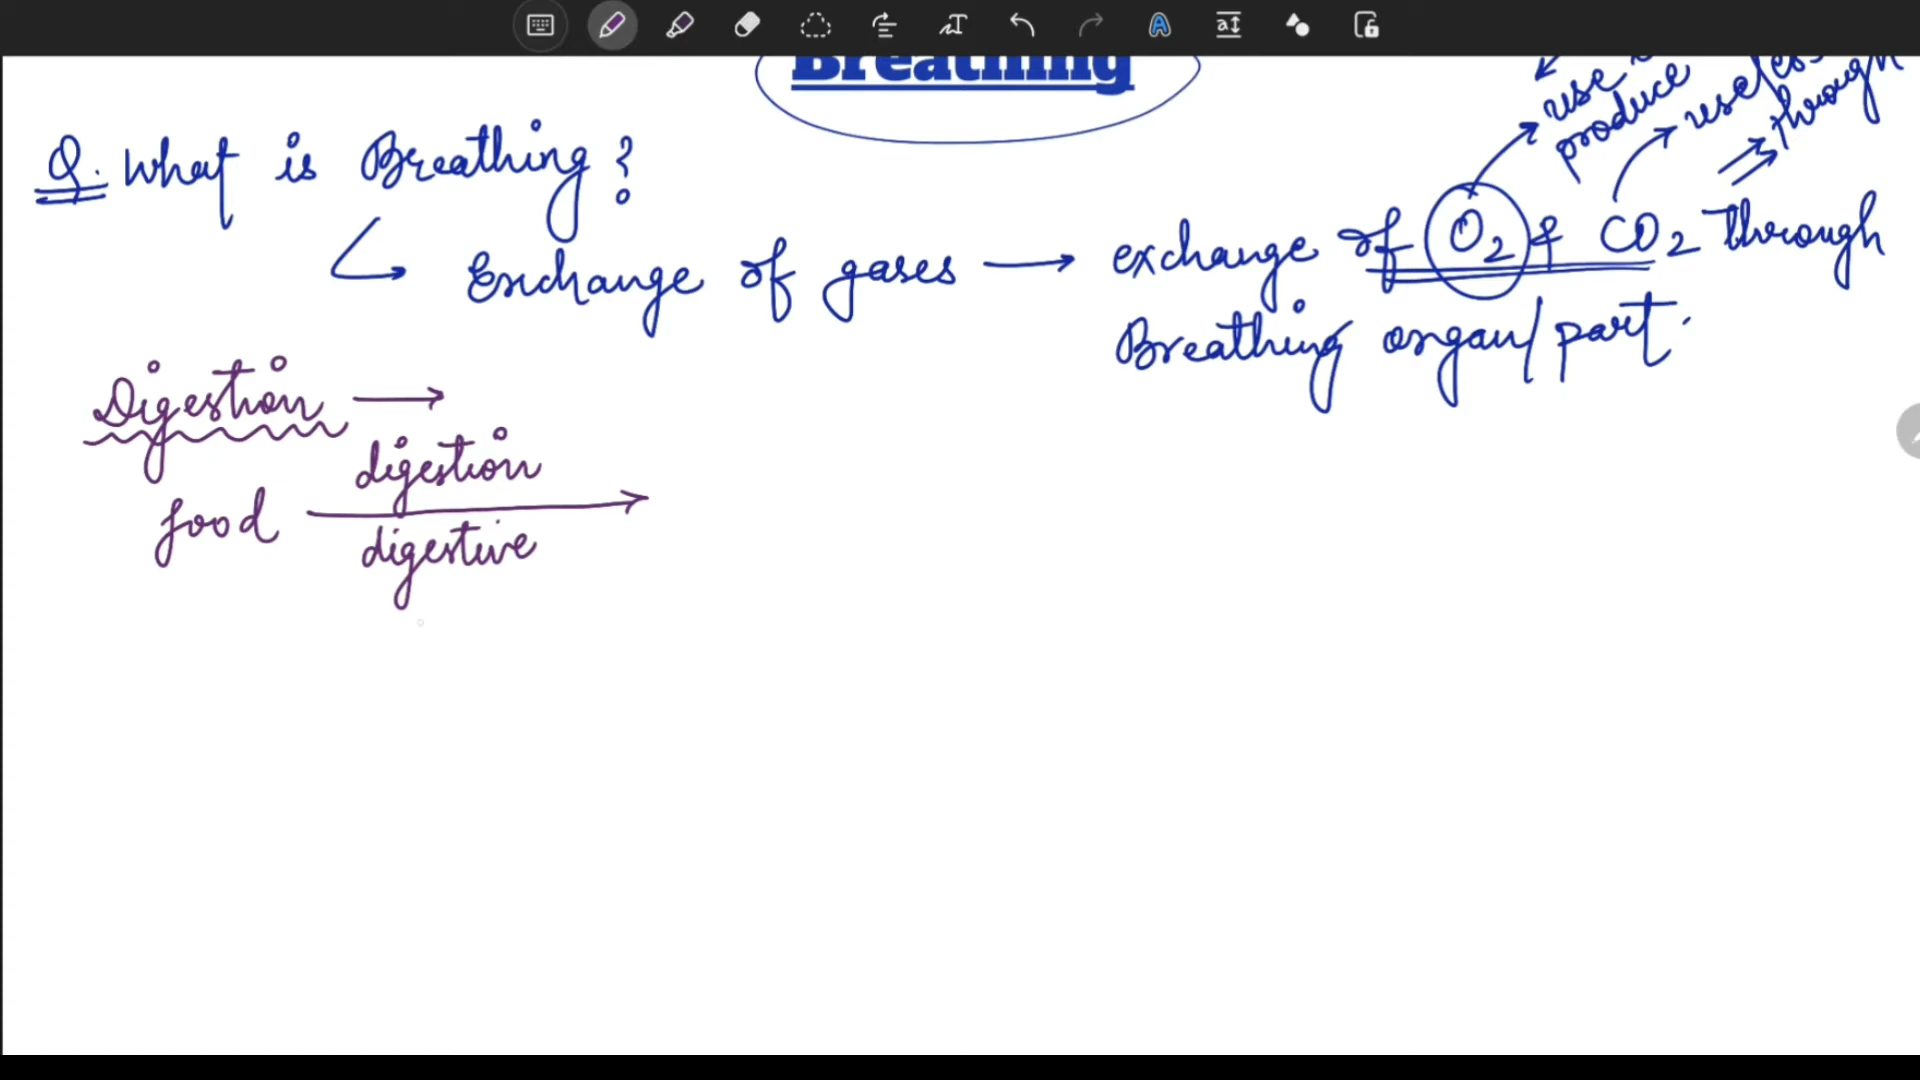 Breathing
use
produce
useless
through
Q. What is Breathing?
Exchange of gases → exchange of O₂ & CO₂ through
Breathing organ/part.
Digestion →
digestion
food →
digestive